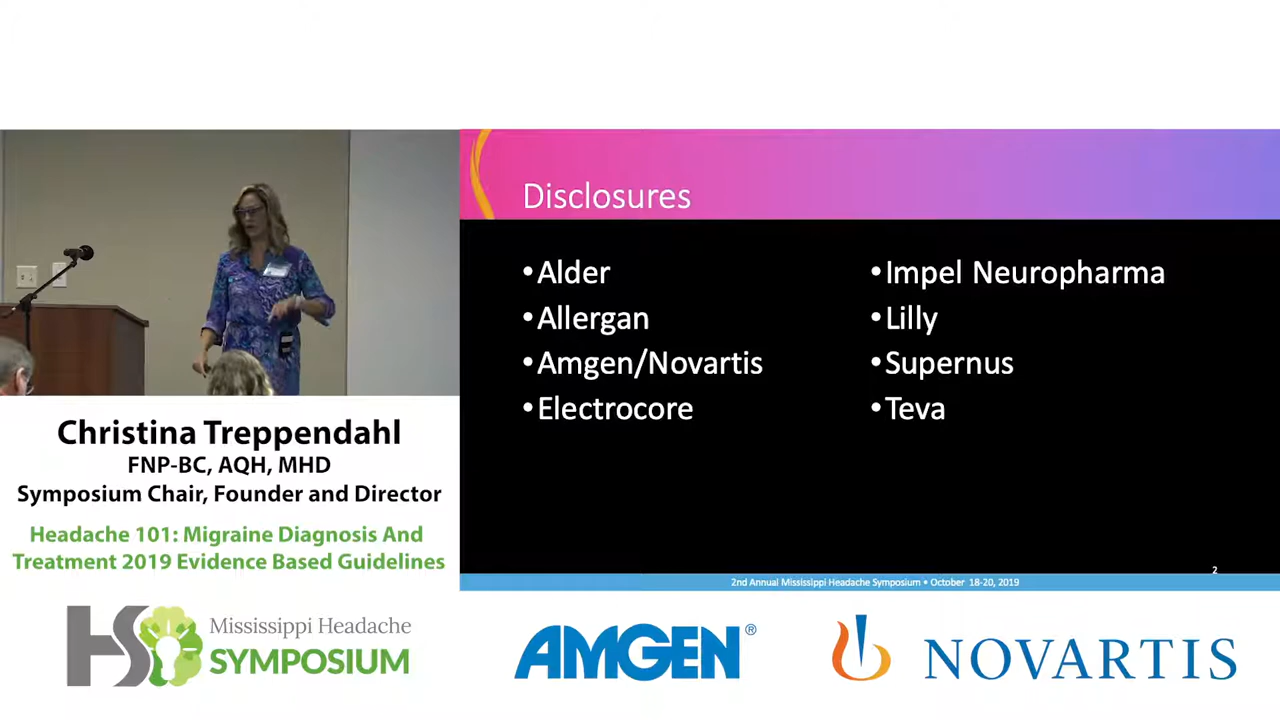 Disclosures
•Alder
•Allergan
•Amgen/Novartis
•Electrocore
•Impel Neuropharma
•Lilly
•Supernus
•Teva
2
2nd Annual Mississippi Headache Symposium • October 18-20, 2019
Christina Treppendahl
FNP-BC, AQH, MHD
Symposium Chair, Founder and Director
Headache 101: Migraine Diagnosis And
Treatment 2019 Evidence Based Guidelines
HS
Mississippi Headache
SYMPOSIUM
AMGEN®
NOVARTIS